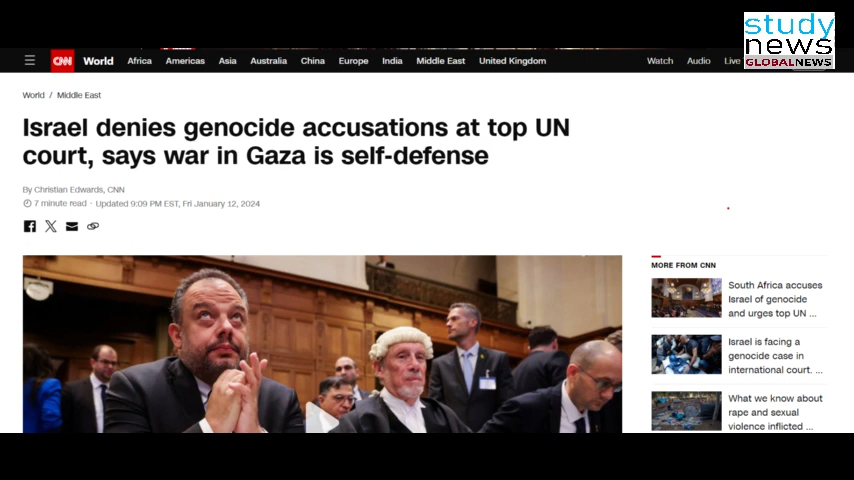 study
news
GLOBALNEWS
CNN World Africa Americas Asia Australia China Europe India Middle East United Kingdom Watch Audio Live
World / Middle East
Israel denies genocide accusations at top UN
court, says war in Gaza is self-defense
By Christian Edwards, CNN
7 minute read · Updated 9:09 PM EST, Fri January 12, 2024
MORE FROM CNN
South Africa accuses
Israel of genocide
and urges top UN ...
Israel is facing a
genocide case in
international court. ...
What we know about
rape and sexual
violence inflicted ...